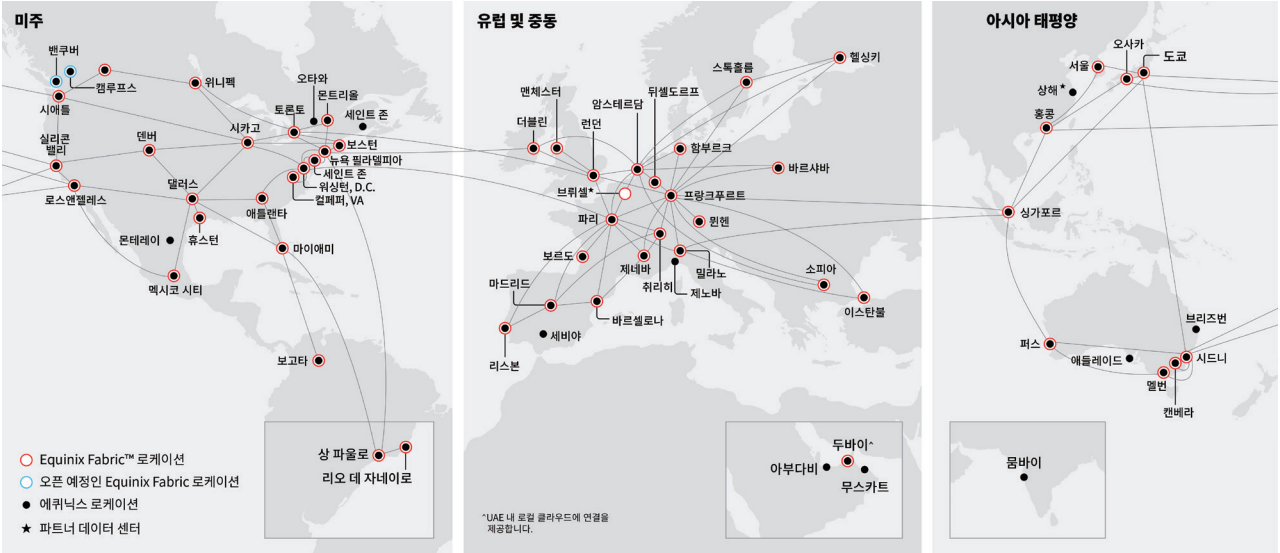 미주
밴쿠버
캠루프스
시애틀
위니펙
오타와
몬트리올
토론토
세인트 존
실리콘
밸리
덴버
시카고
보스턴
뉴욕 필라델피아
세인트 존
워싱턴, D.C.
컬페퍼, VA
로스앤젤레스
댈러스
애틀랜타
휴스턴
몬테레이
마이애미
멕시코 시티
보고타
상 파울로
리오 데 자네이로
Equinix Fabric™ 로케이션
오픈 예정인 Equinix Fabric 로케이션
에퀴닉스 로케이션
★ 파트너 데이터 센터
유럽 및 중동
헬싱키
스톡홀름
맨체스터
암스테르담
뒤셀도르프
더블린
런던
함부르크
바르샤바
브뤼셀★
프랑크푸르트
파리
뮌헨
보르도
제네바
밀라노
소피아
마드리드
취리히
제노바
이스탄불
바르셀로나
세비야
리스본
두바이^
아부다비
무스카트
^UAE 내 로컬 클라우드에 연결을
제공합니다.
아시아 태평양
오사카
도쿄
서울
상해★
홍콩
싱가포르
브리즈번
퍼스
애들레이드
시드니
멜번
캔베라
뭄바이